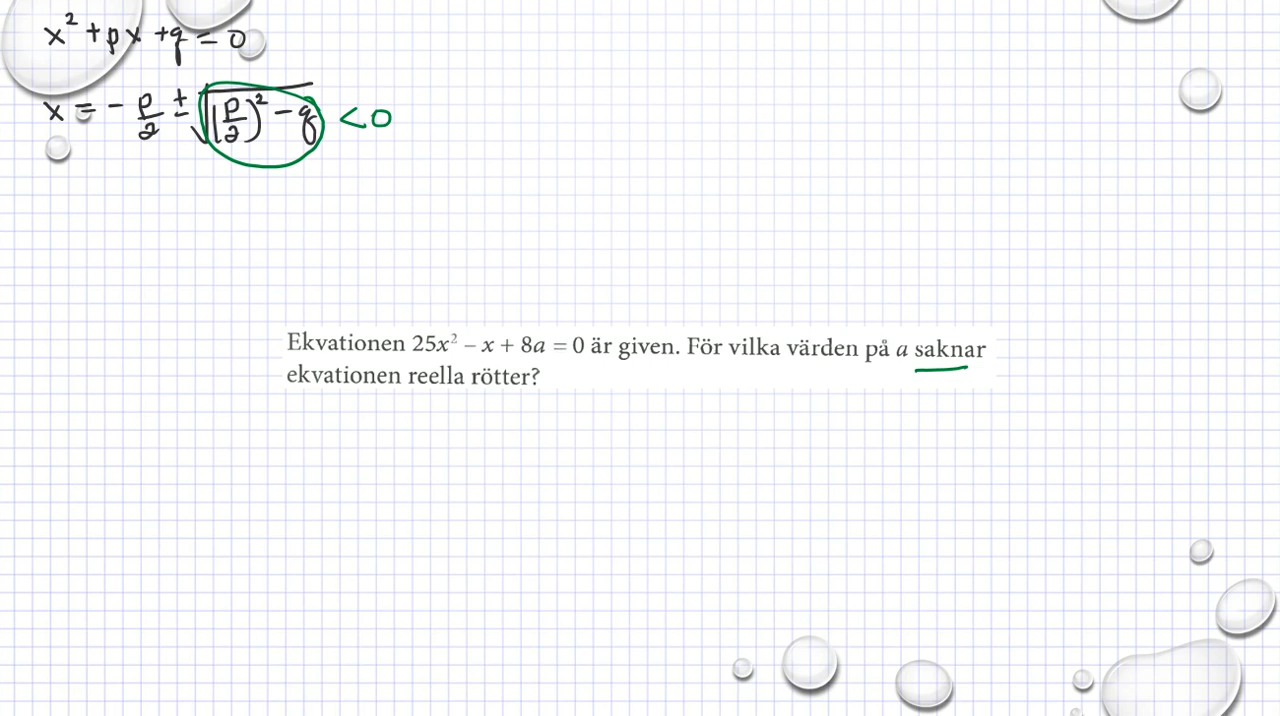 x² + px + q = 0
x = - p/2 ± √(p/2)² - q < 0
Ekvationen 25x² – x + 8a = 0 är given. För vilka värden på a saknar
ekvationen reella rötter?